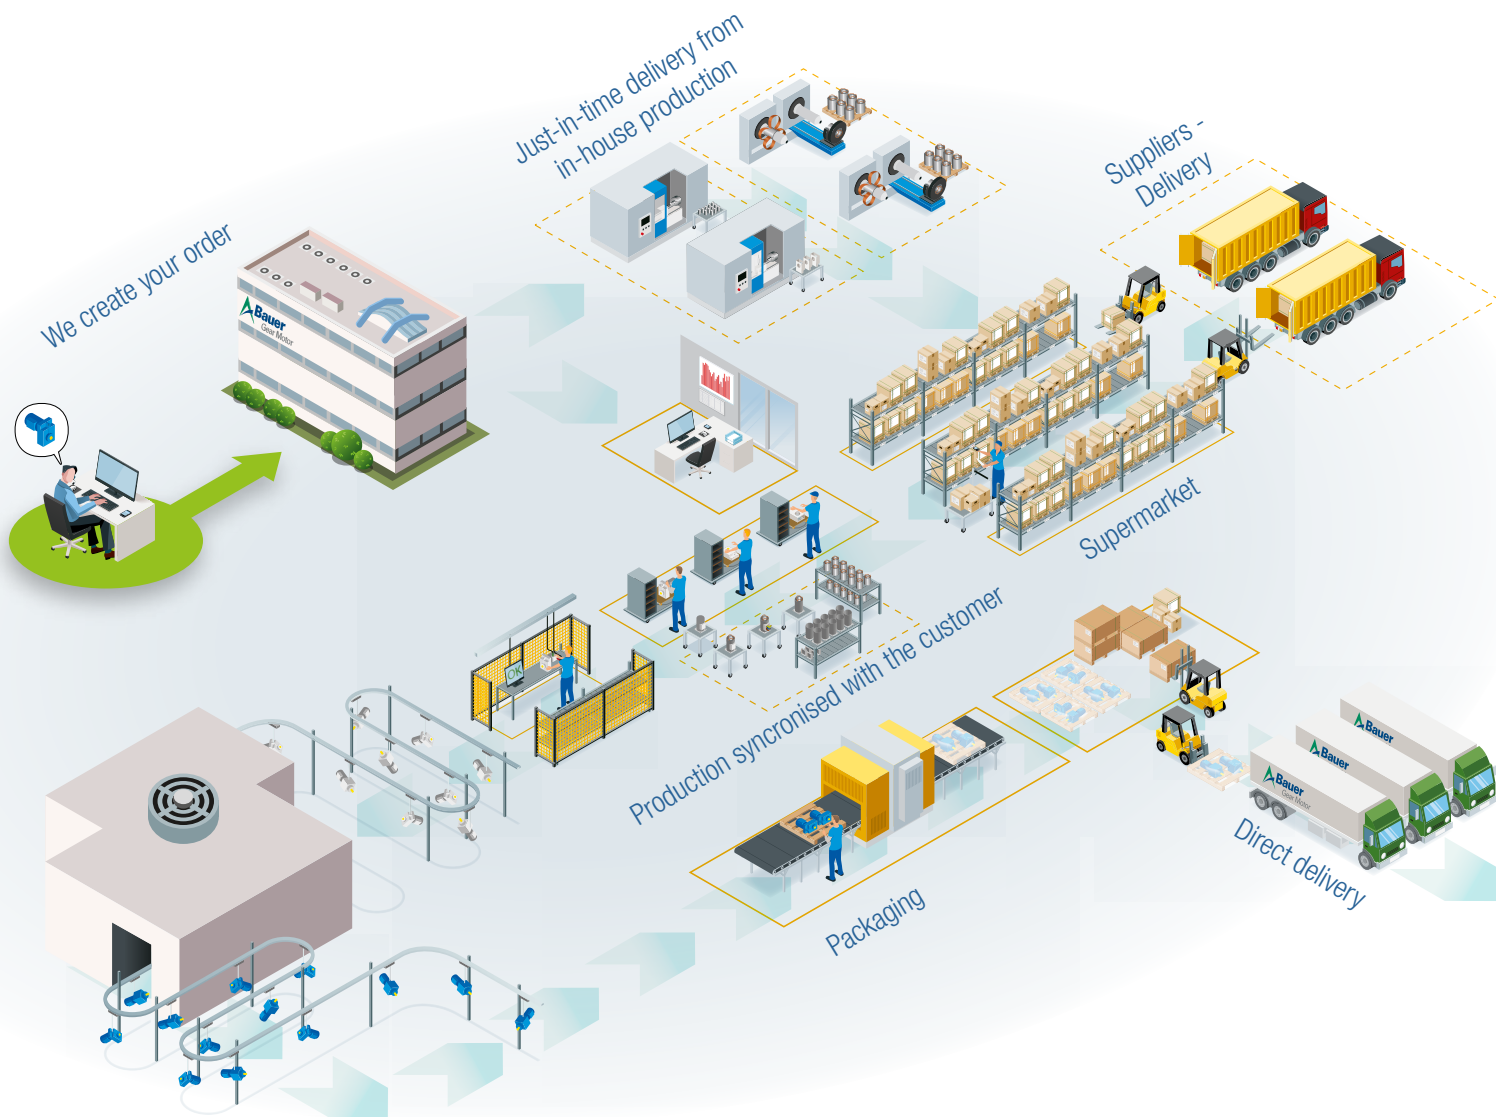 Just-in-time delivery from
in-house production
Suppliers -
Delivery
We create your order
Bauer
Gear Motor
Supermarket
OK
Production syncronised with the customer
Packaging
Bauer
Bauer
Bauer
Gear Motor
Direct delivery